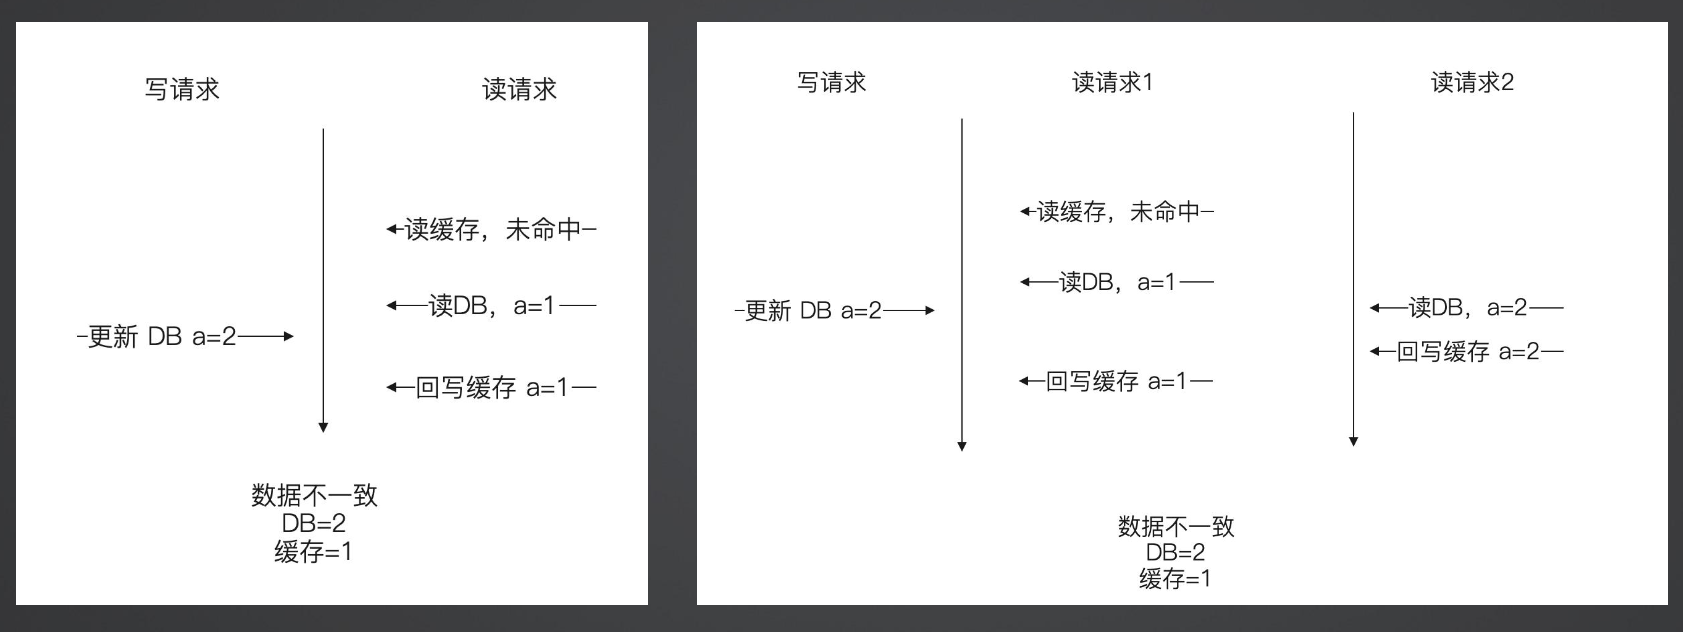 写请求
读请求
读缓存，未命中
读DB，a=1
更新 DB a=2
回写缓存 a=1
数据不一致
DB=2
缓存=1
写请求
读请求1
读请求2
读缓存，未命中
读DB，a=1
更新 DB a=2
读DB，a=2
回写缓存 a=2
回写缓存 a=1
数据不一致
DB=2
缓存=1